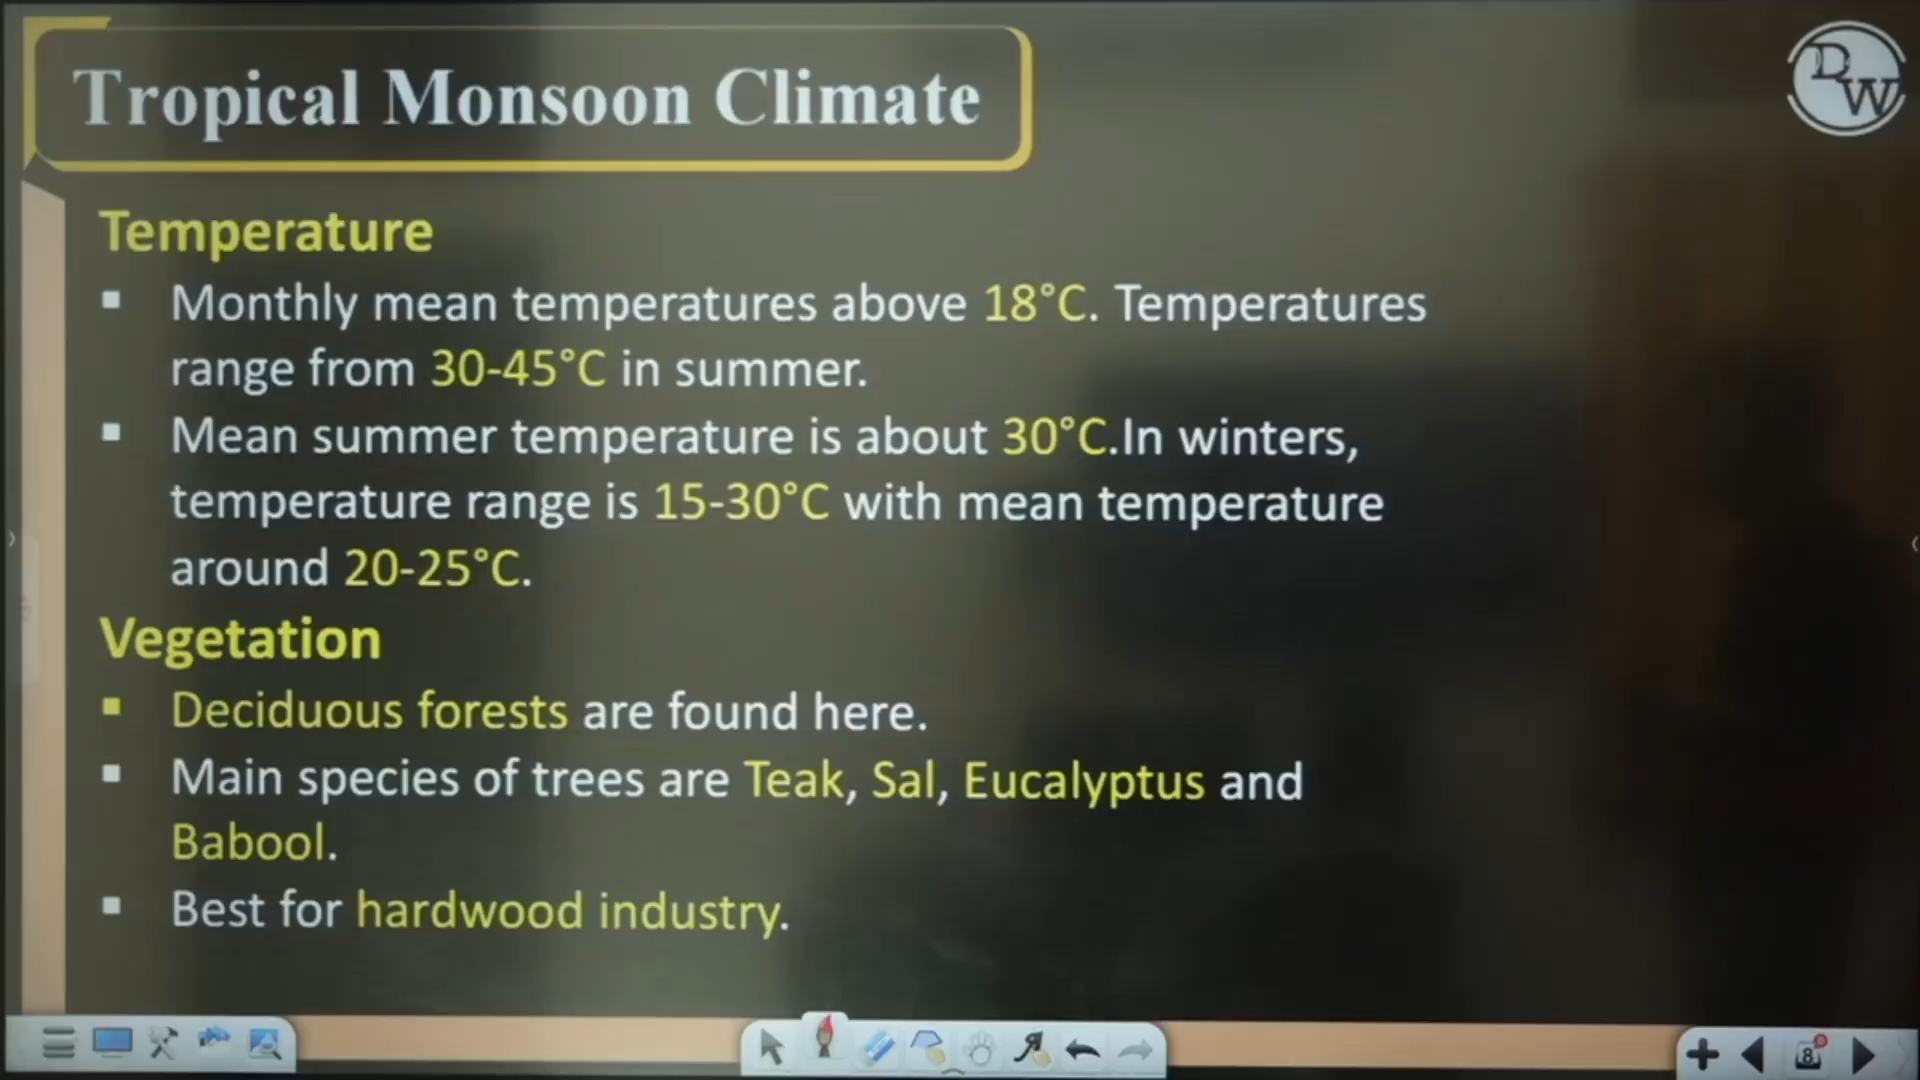 Tropical Monsoon Climate
PW
Temperature
▪ Monthly mean temperatures above 18°C. Temperatures
range from 30-45°C in summer.
▪ Mean summer temperature is about 30°C.In winters,
temperature range is 15-30°C with mean temperature
around 20-25°C.
Vegetation
▪ Deciduous forests are found here.
▪ Main species of trees are Teak, Sal, Eucalyptus and
Babool.
▪ Best for hardwood industry.
8